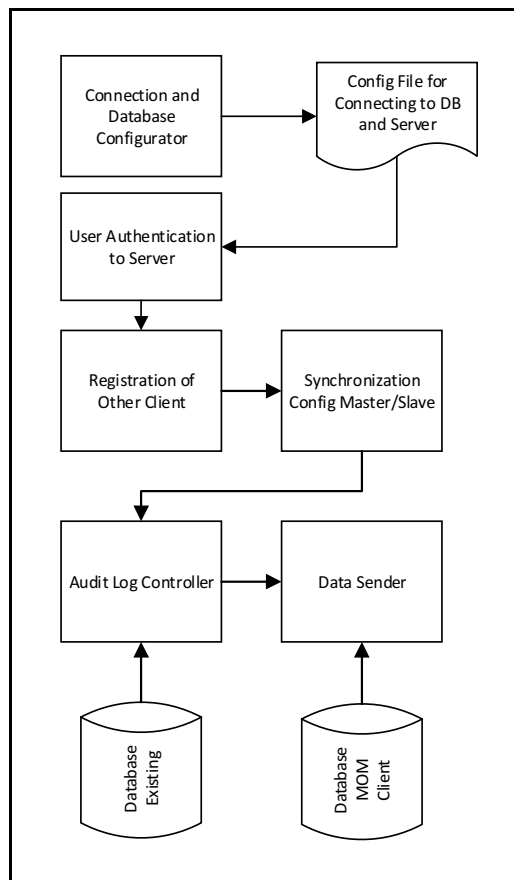 Connection and
Database
Configurator
Config File for
Connecting to DB
and Server
User Authentication
to Server
Registration of
Other Client
Synchronization
Config Master/Slave
Audit Log Controller
Data Sender
Database
Existing
Database
MOM
Client